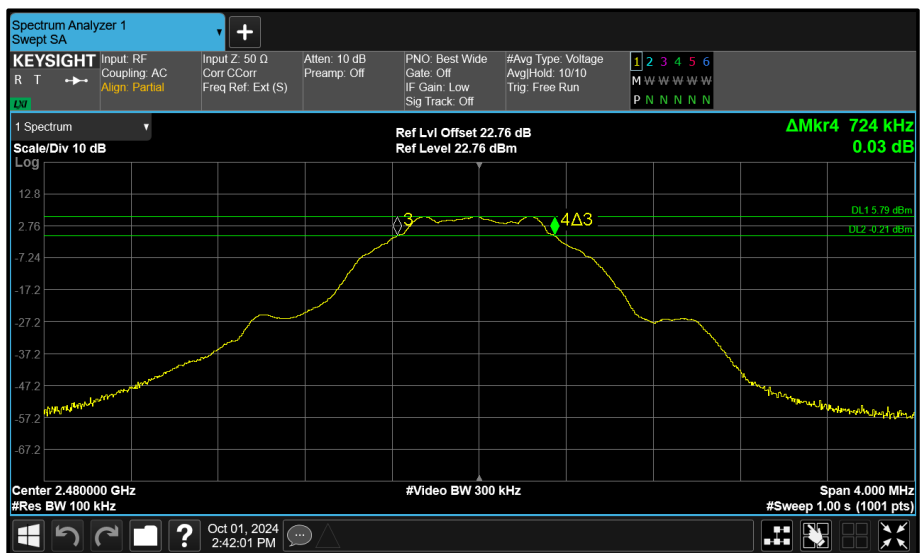 Spectrum Analyzer 1
Swept SA
KEYSIGHT
R T
LXI
Input: RF
Coupling: AC
Align: Partial
Input Z: 50 Ω
Corr CCorr
Freq Ref: Ext (S)
Atten: 10 dB
Preamp: Off
PNO: Best Wide
Gate: Off
IF Gain: Low
Sig Track: Off
#Avg Type: Voltage
Avg|Hold: 10/10
Trig: Free Run
1 2 3 4 5 6
M W W W W W
P N N N N N
1 Spectrum
Scale/Div 10 dB
Log
Ref Lvl Offset 22.76 dB
Ref Level 22.76 dBm
ΔMkr4 724 kHz
0.03 dB
12.8
2.76
-7.24
-17.2
-27.2
-37.2
-47.2
-57.2
-67.2
3
4Δ3
DL1 5.79 dBm
DL2 -0.21 dBm
Center 2.480000 GHz
#Res BW 100 kHz
#Video BW 300 kHz
Span 4.000 MHz
#Sweep 1.00 s (1001 pts)
?
Oct 01, 2024
2:42:01 PM